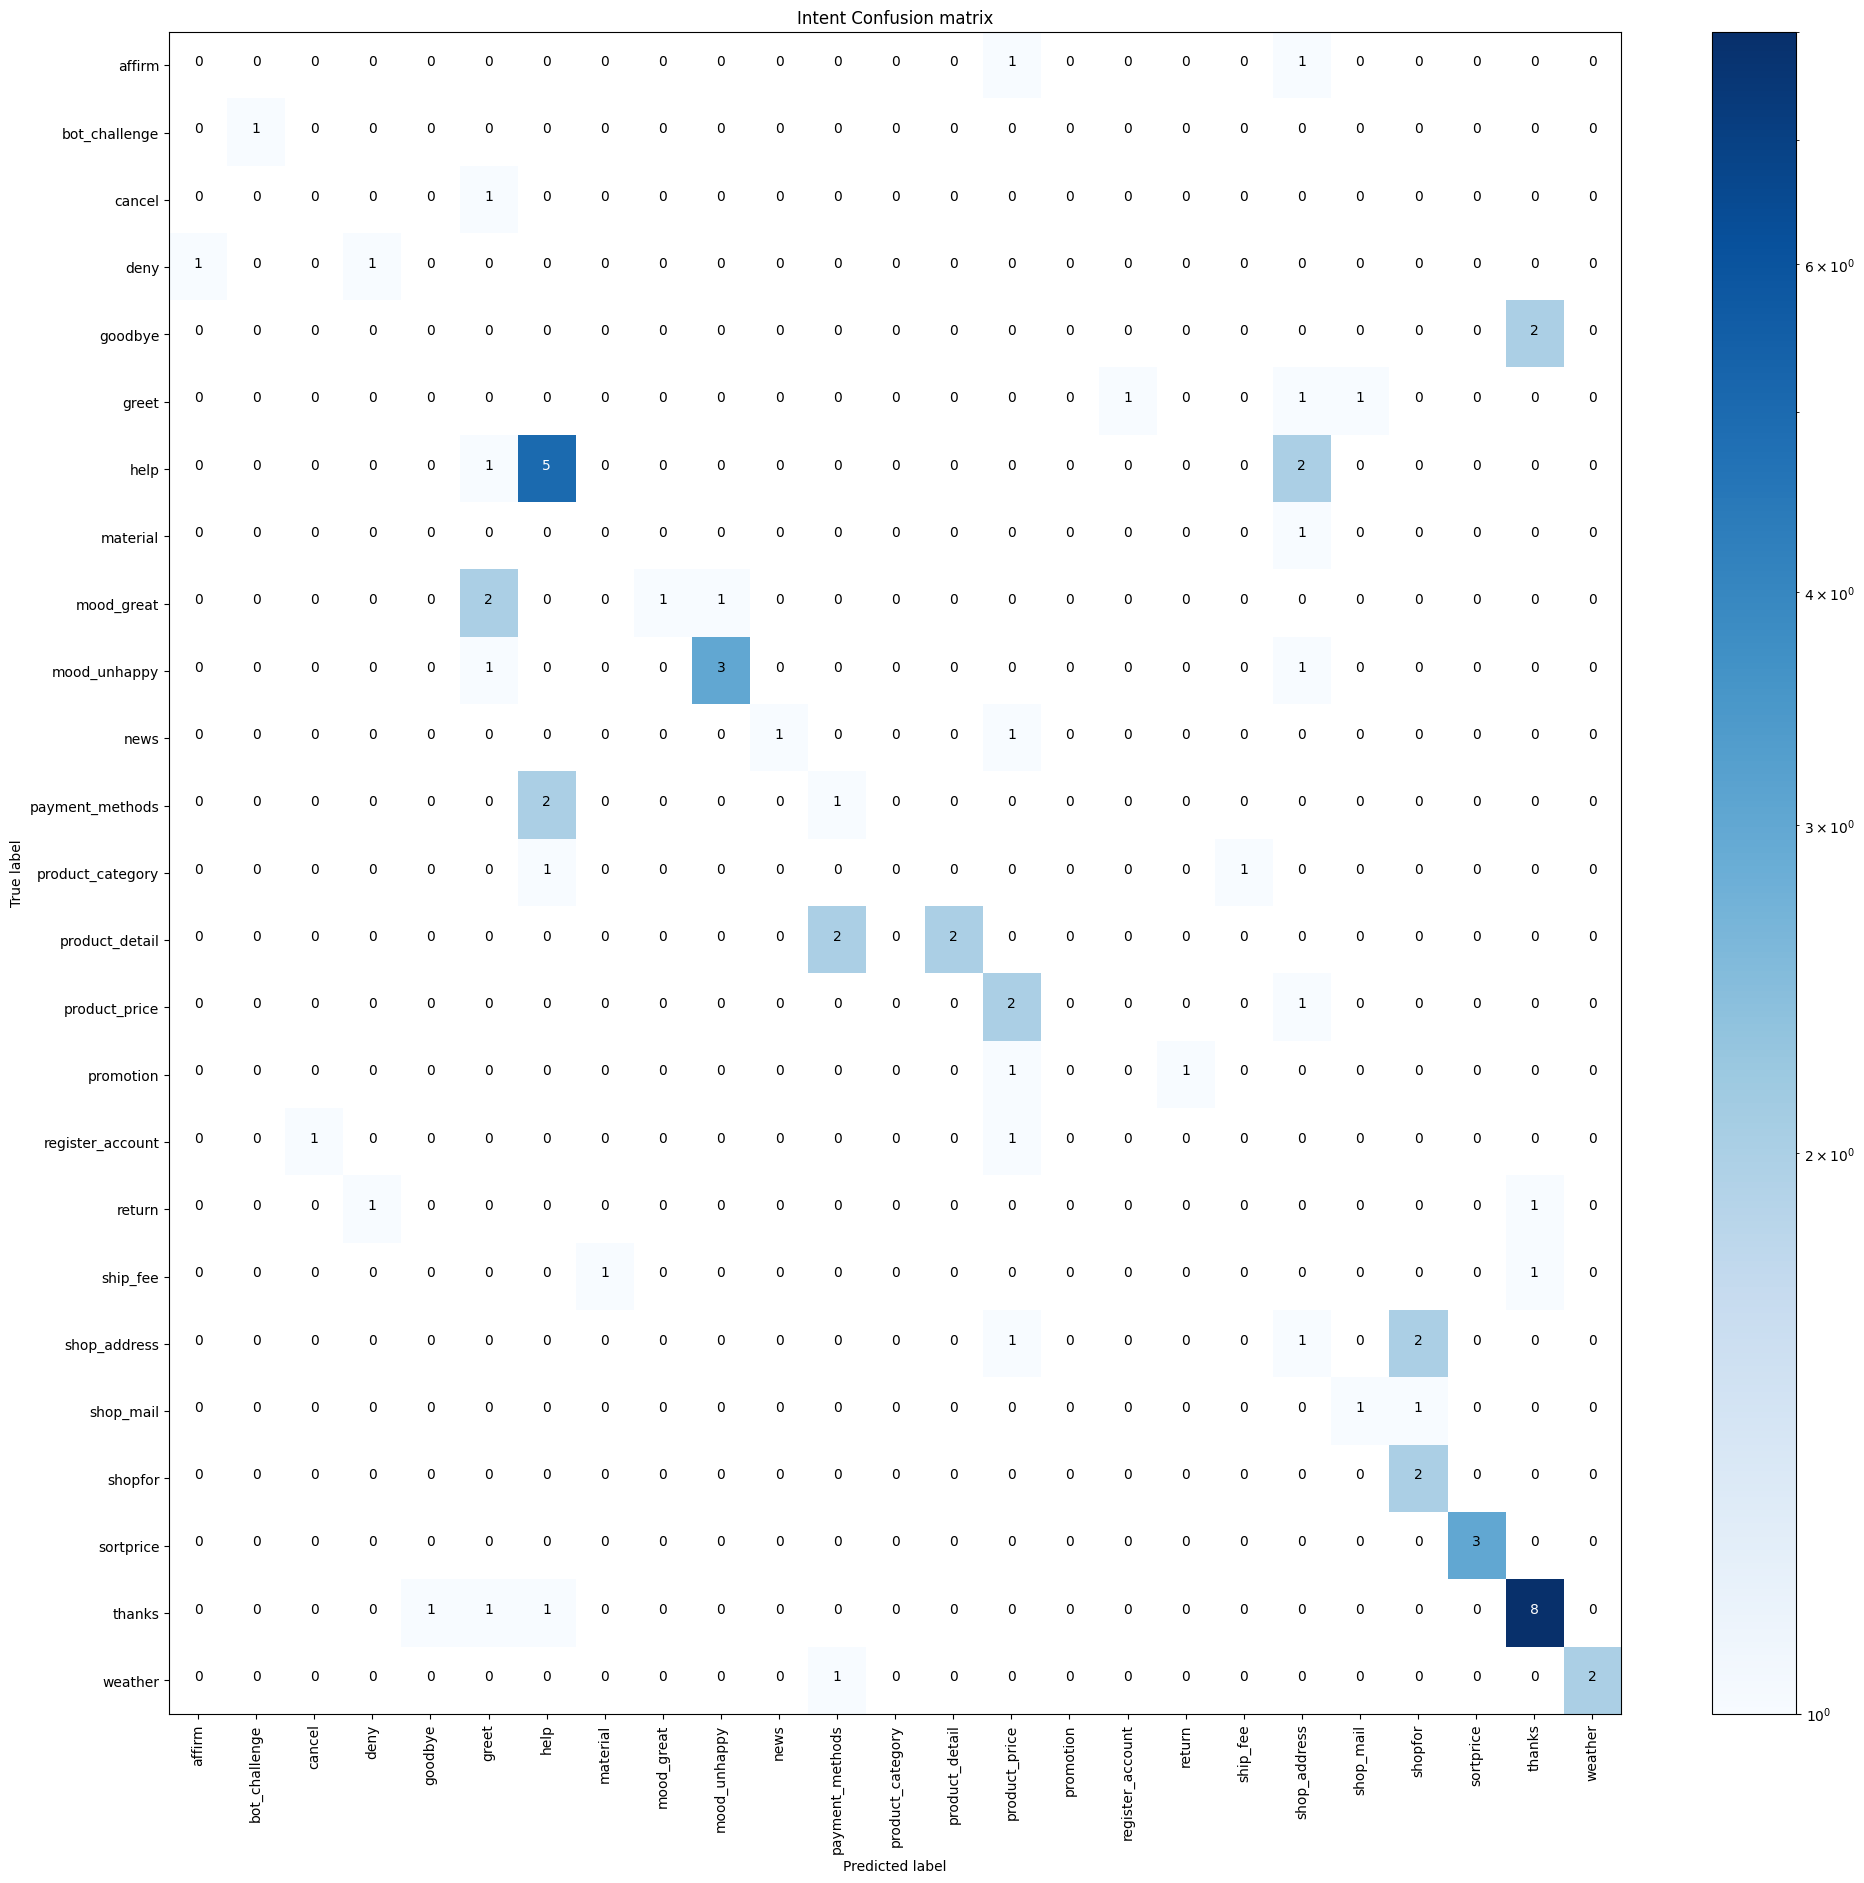 Intent Confusion matrix
affirm 0 0 0 0 0 0 0 0 0 0 0 0 0 0 1 0 0 0 0 1 0 0 0 0 0
bot_challenge 0 1 0 0 0 0 0 0 0 0 0 0 0 0 0 0 0 0 0 0 0 0 0 0 0
cancel 0 0 0 0 0 1 0 0 0 0 0 0 0 0 0 0 0 0 0 0 0 0 0 0 0
deny 1 0 0 1 0 0 0 0 0 0 0 0 0 0 0 0 0 0 0 0 0 0 0 0 0
6 × 10⁰
goodbye 0 0 0 0 0 0 0 0 0 0 0 0 0 0 0 0 0 0 0 0 0 0 0 2 0
greet 0 0 0 0 0 0 0 0 0 0 0 0 0 0 0 0 1 0 0 1 1 0 0 0 0
help 0 0 0 0 0 1 5 0 0 0 0 0 0 0 0 0 0 0 0 2 0 0 0 0 0
material 0 0 0 0 0 0 0 0 0 0 0 0 0 0 0 0 0 0 0 1 0 0 0 0 0
mood_great 0 0 0 0 0 2 0 0 1 1 0 0 0 0 0 0 0 0 0 0 0 0 0 0 0
4 × 10⁰
mood_unhappy 0 0 0 0 0 1 0 0 0 3 0 0 0 0 0 0 0 0 0 1 0 0 0 0 0
news 0 0 0 0 0 0 0 0 0 0 1 0 0 0 1 0 0 0 0 0 0 0 0 0 0
payment_methods 0 0 0 0 0 0 2 0 0 0 0 1 0 0 0 0 0 0 0 0 0 0 0 0 0
3 × 10⁰
True label
product_category 0 0 0 0 0 0 1 0 0 0 0 0 0 0 0 0 0 0 1 0 0 0 0 0 0
product_detail 0 0 0 0 0 0 0 0 0 0 0 2 0 2 0 0 0 0 0 0 0 0 0 0 0
product_price 0 0 0 0 0 0 0 0 0 0 0 0 0 0 2 0 0 0 0 1 0 0 0 0 0
promotion 0 0 0 0 0 0 0 0 0 0 0 0 0 0 1 0 0 1 0 0 0 0 0 0 0
register_account 0 0 1 0 0 0 0 0 0 0 0 0 0 0 1 0 0 0 0 0 0 0 0 0 0
2 × 10⁰
return 0 0 0 1 0 0 0 0 0 0 0 0 0 0 0 0 0 0 0 0 0 0 0 1 0
ship_fee 0 0 0 0 0 0 0 1 0 0 0 0 0 0 0 0 0 0 0 0 0 0 0 1 0
shop_address 0 0 0 0 0 0 0 0 0 0 0 0 0 0 1 0 0 0 0 1 0 2 0 0 0
shop_mail 0 0 0 0 0 0 0 0 0 0 0 0 0 0 0 0 0 0 0 0 1 1 0 0 0
shopfor 0 0 0 0 0 0 0 0 0 0 0 0 0 0 0 0 0 0 0 0 0 2 0 0 0
sortprice 0 0 0 0 0 0 0 0 0 0 0 0 0 0 0 0 0 0 0 0 0 0 3 0 0
thanks 0 0 0 0 1 1 1 0 0 0 0 0 0 0 0 0 0 0 0 0 0 0 0 8 0
weather 0 0 0 0 0 0 0 0 0 0 0 1 0 0 0 0 0 0 0 0 0 0 0 0 2
10⁰
affirm
bot_challenge
cancel
deny
goodbye
greet
help
material
mood_great
mood_unhappy
news
payment_methods
product_category
product_detail
product_price
promotion
register_account
return
ship_fee
shop_address
shop_mail
shopfor
sortprice
thanks
weather
Predicted label